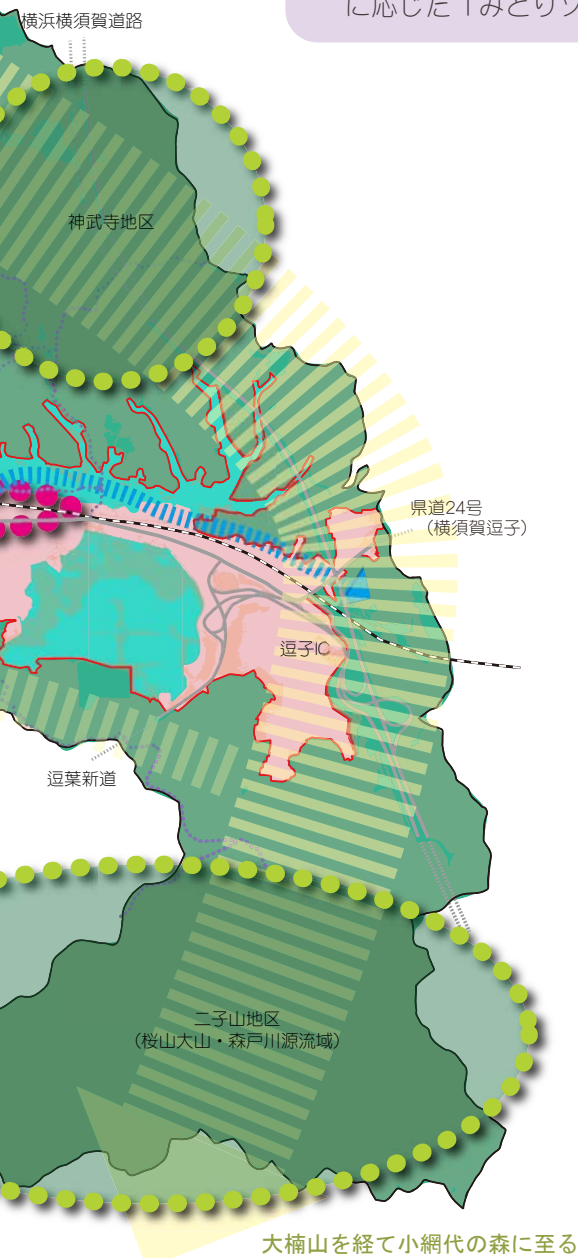 に応じた「みどりゾ
横浜横須賀道路
神武寺地区
県道24号
（横須賀逗子）
逗子IC
逗葉新道
二子山地区
（桜山大山・森戸川源流域）
大楠山を経て小網代の森に至る